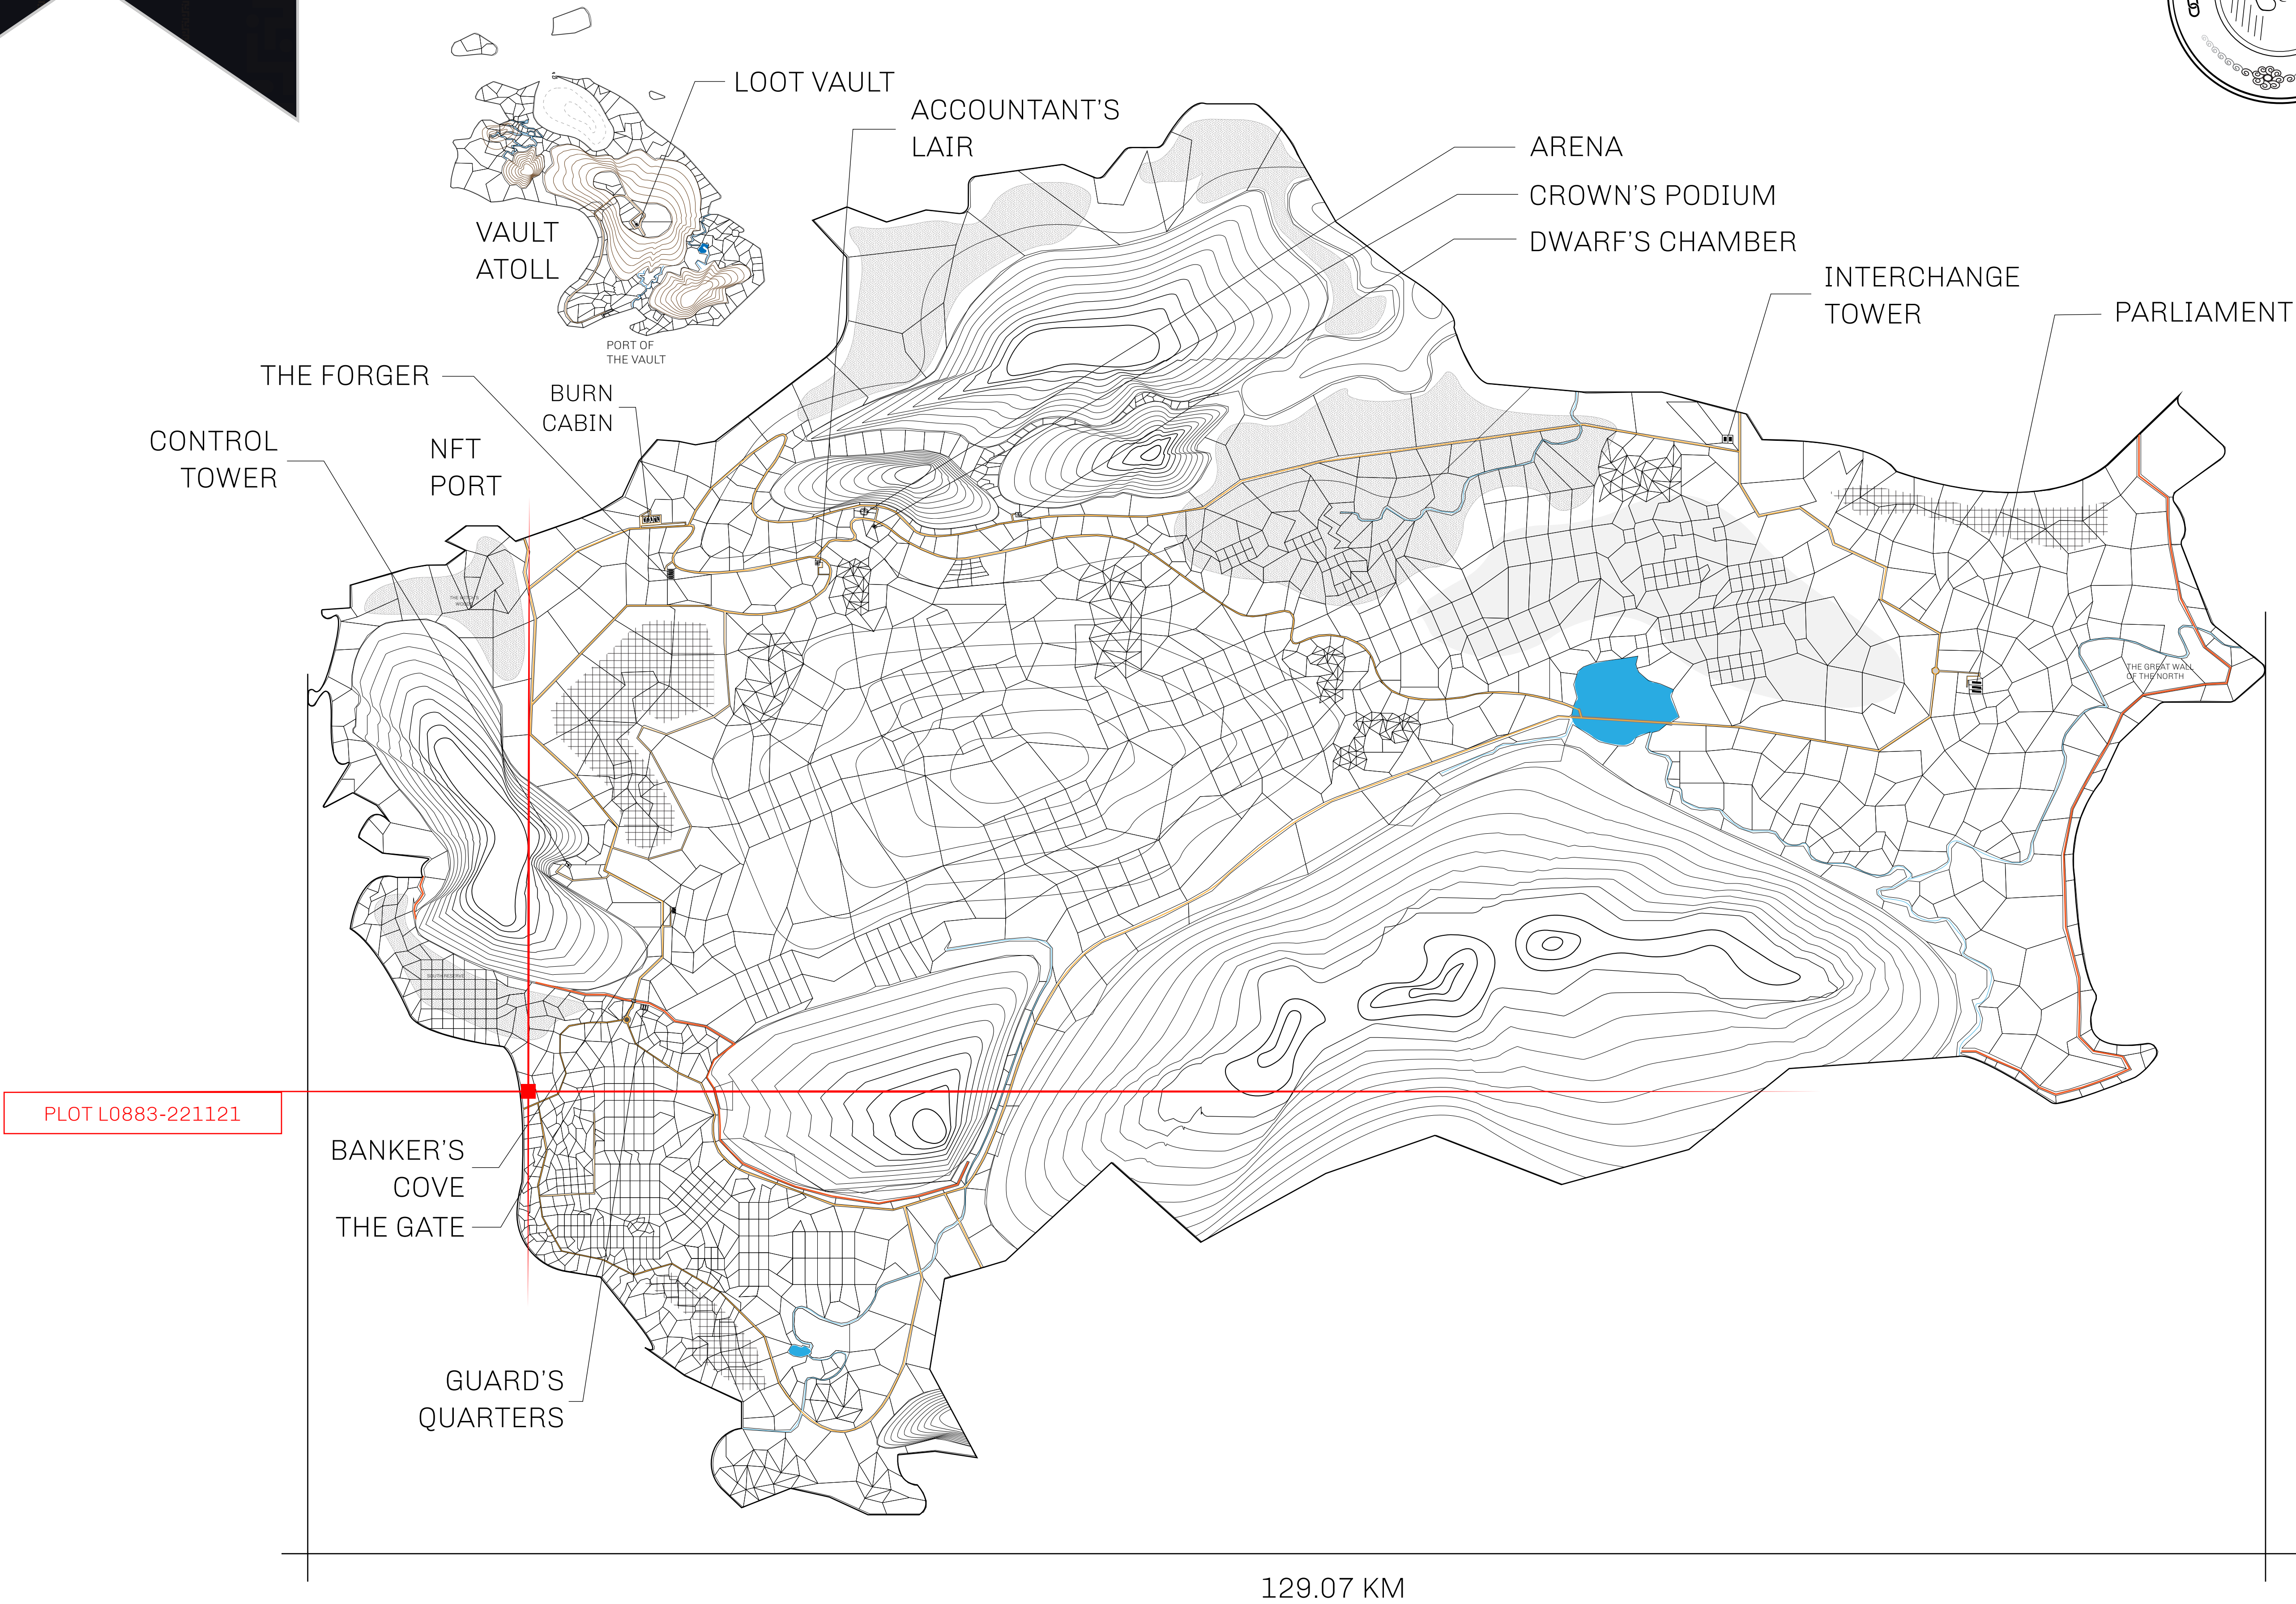 LOOT VAULT
ACCOUNTANT'S
LAIR
ARENA
CROWN'S PODIUM
DWARF'S CHAMBER
VAULT
ATOLL
INTERCHANGE
TOWER
PARLIAMENT
PORT OF
THE VAULT
THE FORGER
BURN
CABIN
CONTROL
TOWER
NFT
PORT
THE GREAT WALL
OF THE NORTH
SOUTH RESERVE
PLOT L0883-221121
BANKER'S
COVE
THE GATE
GUARD'S
QUARTERS
129.07 KM